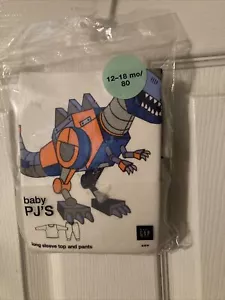 12-18 mo/
80
baby
PJ'S
long sleeve top and pants
GAP